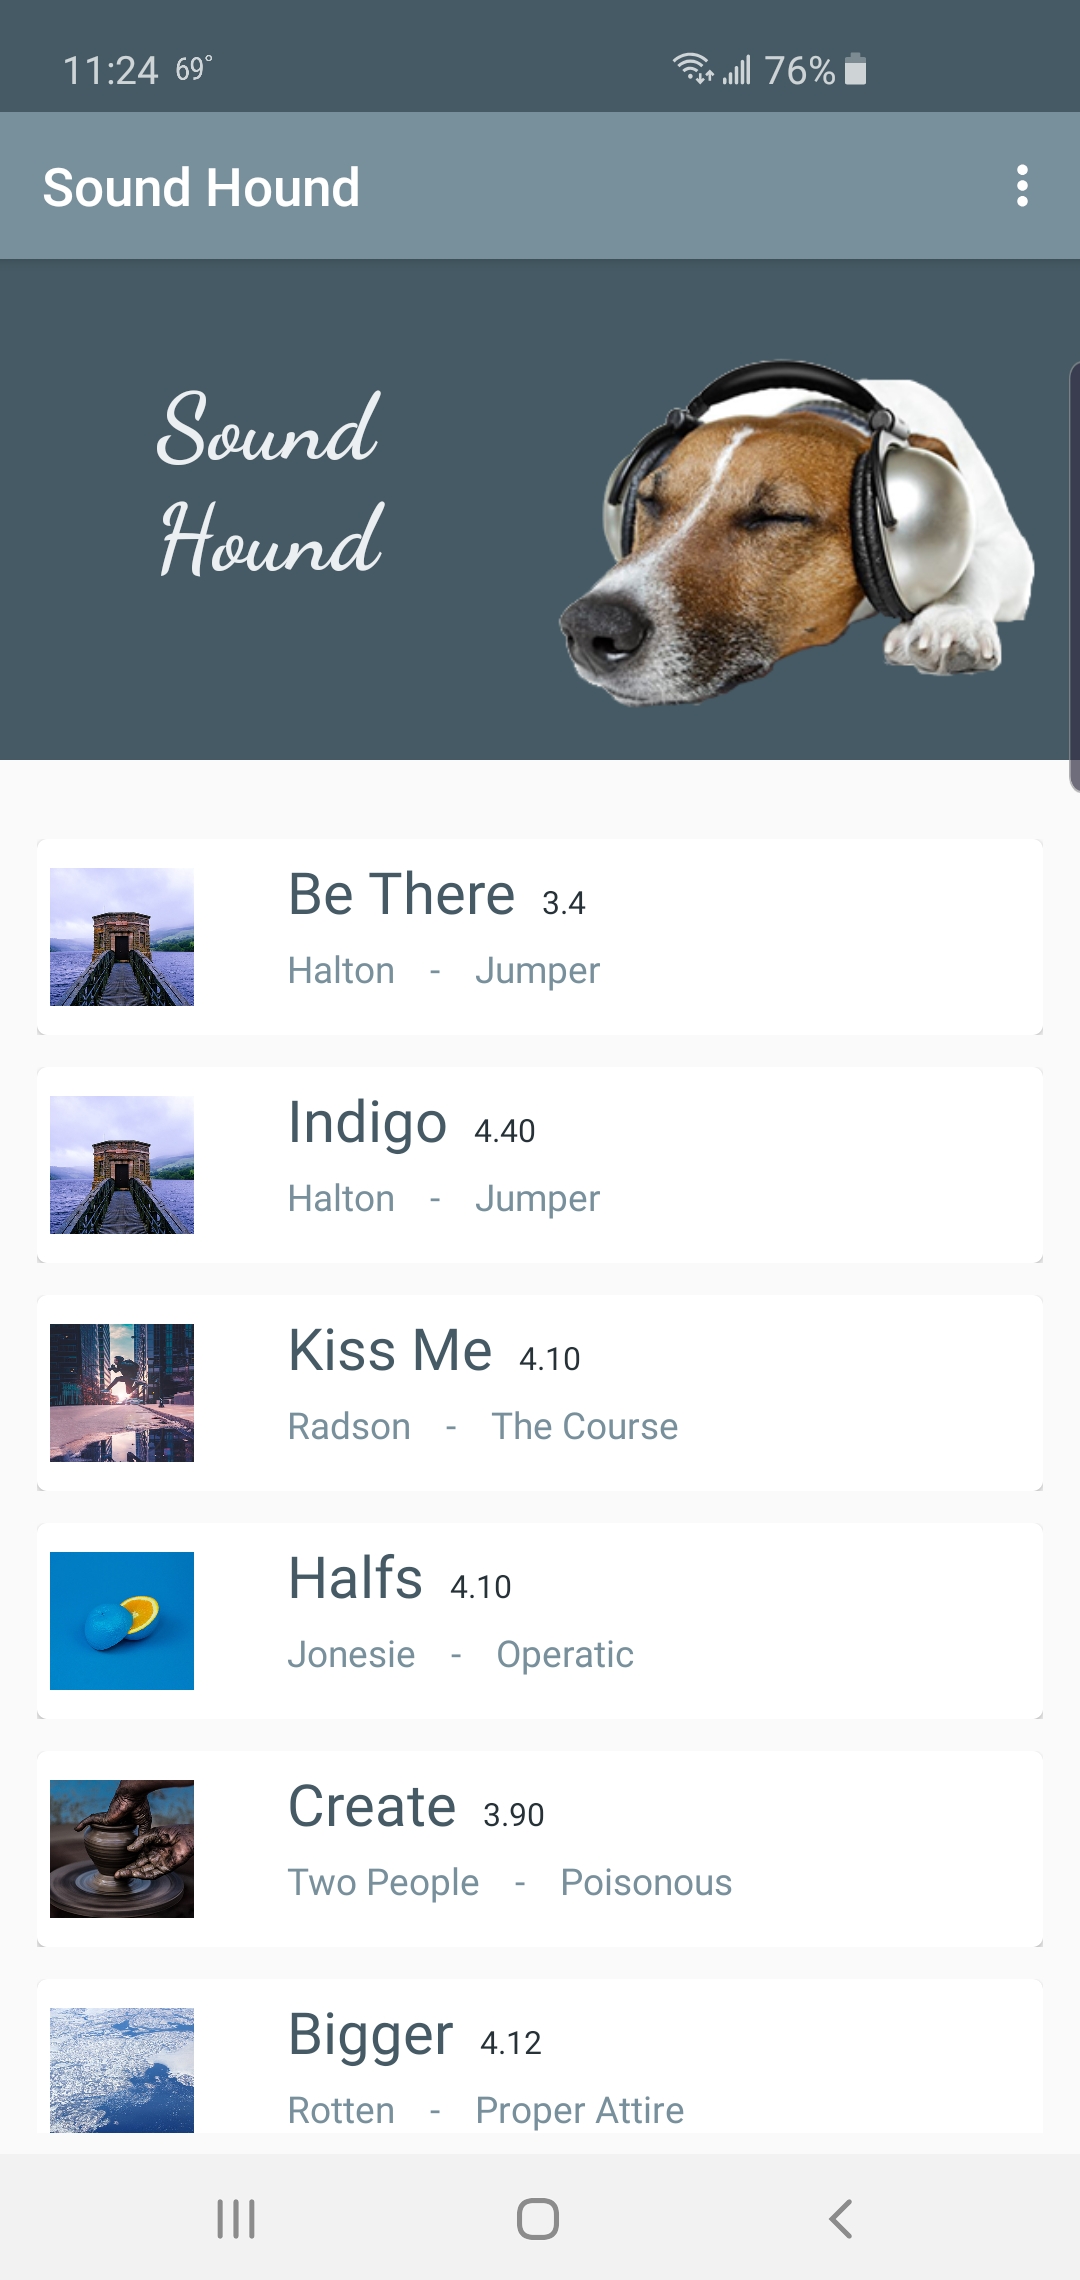 11:24 69° 76%
Sound Hound
Sound
Hound
Be There 3.4
Halton - Jumper
Indigo 4.40
Halton - Jumper
Kiss Me 4.10
Radson - The Course
Halfs 4.10
Jonesie - Operatic
Create 3.90
Two People - Poisonous
Bigger 4.12
Rotten - Proper Attire